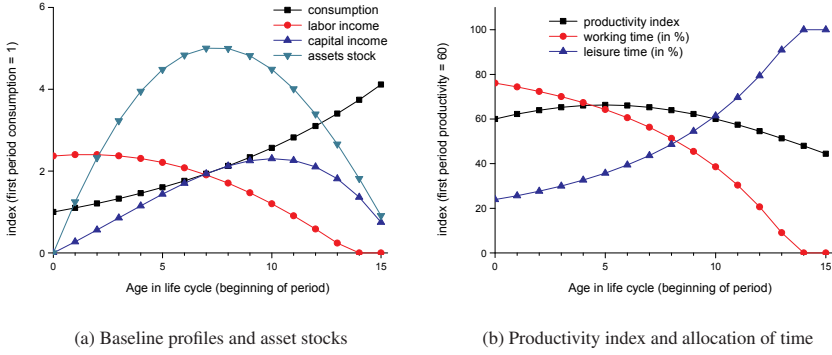 consumption
labor income
capital income
assets stock
index (first period consumption = 1)
6
4
2
0
0
5
10
15
Age in life cycle (beginning of period)
(a) Baseline profiles and asset stocks
productivity index
working time (in %)
leisure time (in %)
index (first period productivity = 60)
100
80
60
40
20
0
0
5
10
15
Age in life cycle (beginning of period)
(b) Productivity index and allocation of time